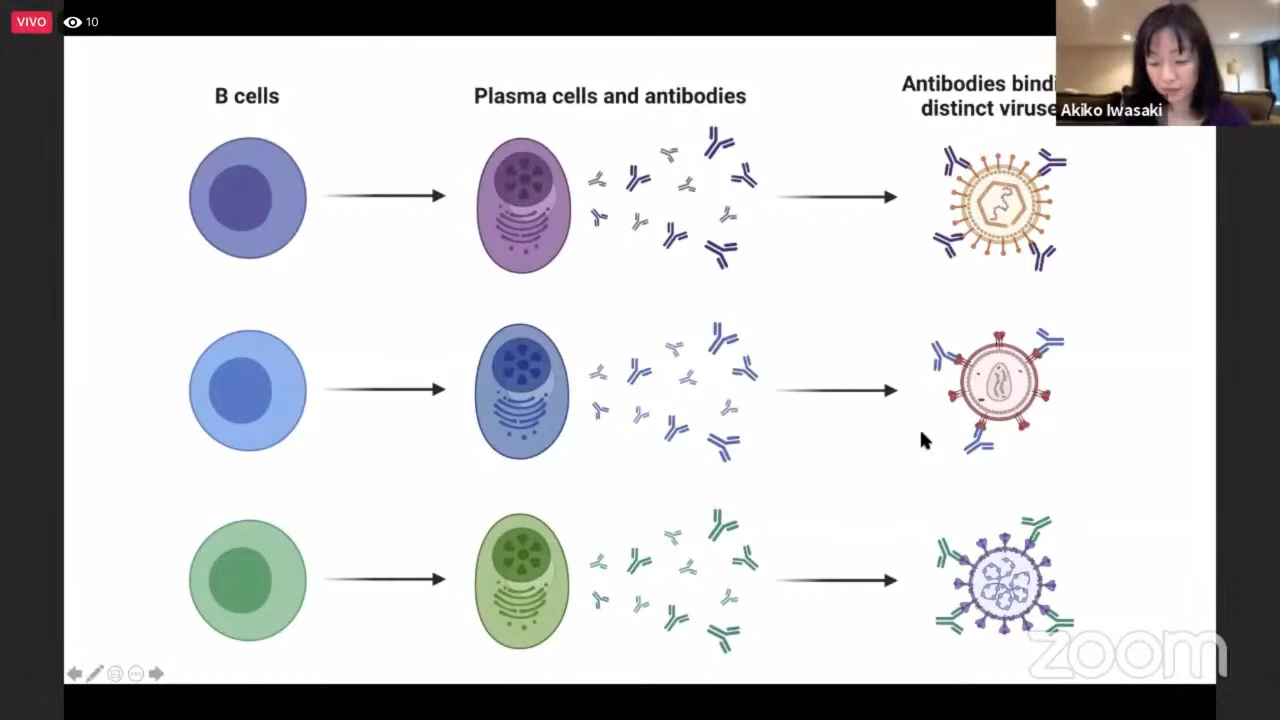 VIVO
10
B cells
Plasma cells and antibodies
Antibodies bindi
distinct viruse
Akiko Iwasaki
zoom